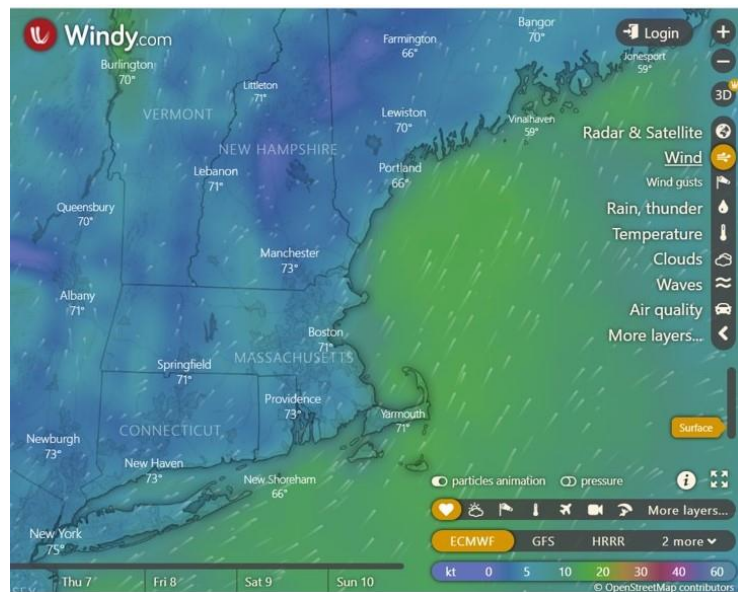 Windy.com
Bangor
70°
Login
Farmington
66°
Jonesport
59°
Burlington
70°
3D
Littleton
71°
VERMONT
Lewiston
70°
Vinalhaven
59°
Radar & Satellite
NEW HAMPSHIRE
Wind
Portland
66°
Lebanon
71°
Wind gusts
Queensbury
70°
Rain, thunder
Temperature
Manchester
73°
Clouds
Waves
Albany
71°
Air quality
Boston
71°
More layers...
MASSACHUSETTS
Springfield
71°
Providence
73°
Yarmouth
71°
Surface
CONNECTICUT
Newburgh
73°
New Haven
73°
New Shoreham
66°
particles animation
pressure
More layers...
New York
75°
ECMWF GFS HRRR 2 more
kt 0 5 10 20 30 40 60
Thu 7 Fri 8 Sat 9 Sun 10
© OpenStreetMap contributors